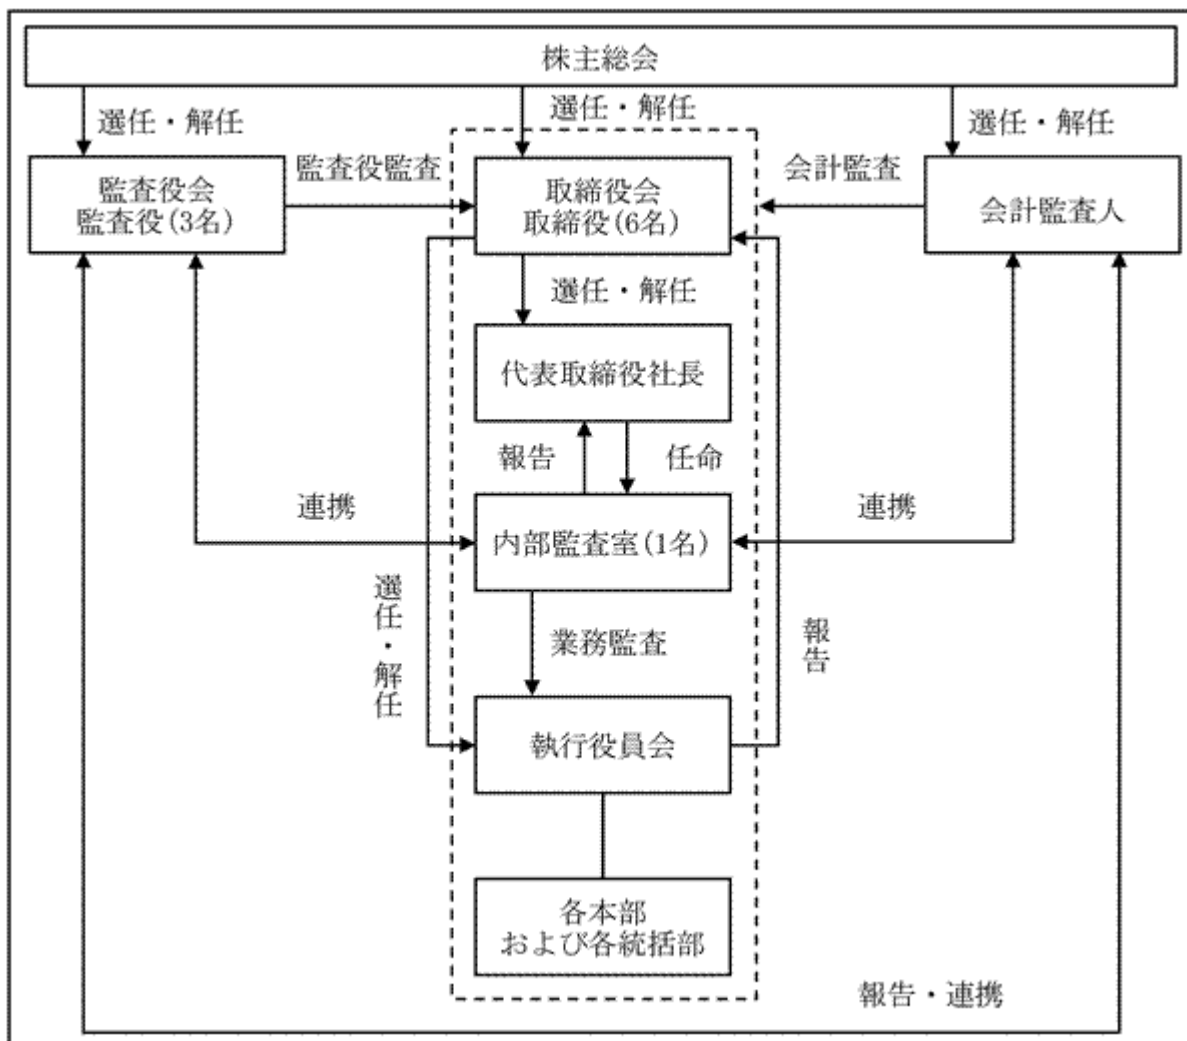 株主総会
選任・解任
選任・解任
選任・解任
監査役会
監査役(3名)
監査役監査
取締役会
取締役(6名)
会計監査
会計監査人
選任・解任
代表取締役社長
報告
任命
連携
内部監査室(1名)
連携
選任・解任
業務監査
報告
執行役員会
各本部
および各統括部
報告・連携